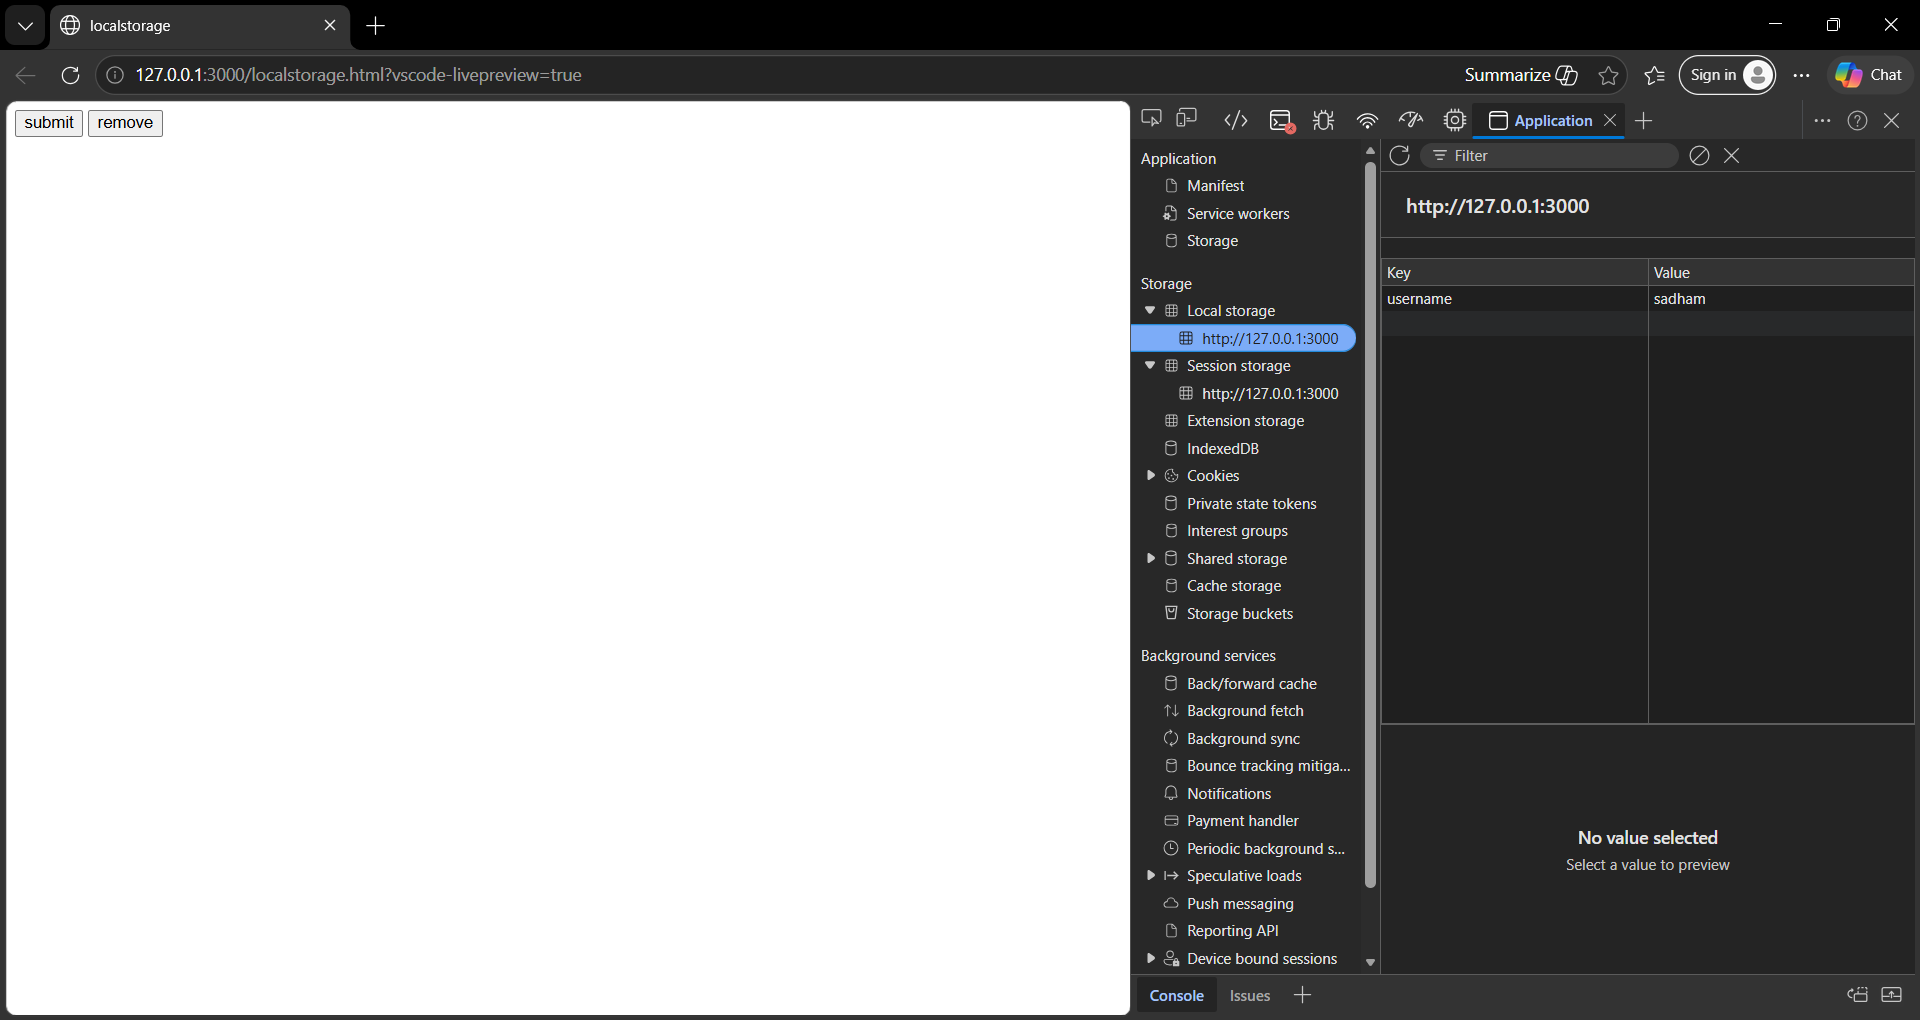 localstorage
127.0.0.1:3000/localstorage.html?vscode-livepreview=true
Summarize
Sign in
Chat
submit
remove
Application
Application
Manifest
Service workers
Storage
Storage
Local storage
http://127.0.0.1:3000
Session storage
http://127.0.0.1:3000
Extension storage
IndexedDB
Cookies
Private state tokens
Interest groups
Shared storage
Cache storage
Storage buckets
Background services
Back/forward cache
Background fetch
Background sync
Bounce tracking mitiga...
Notifications
Payment handler
Periodic background s...
Speculative loads
Push messaging
Reporting API
Device bound sessions
Filter
http://127.0.0.1:3000
Key Value
username sadham
No value selected
Select a value to preview
Console Issues